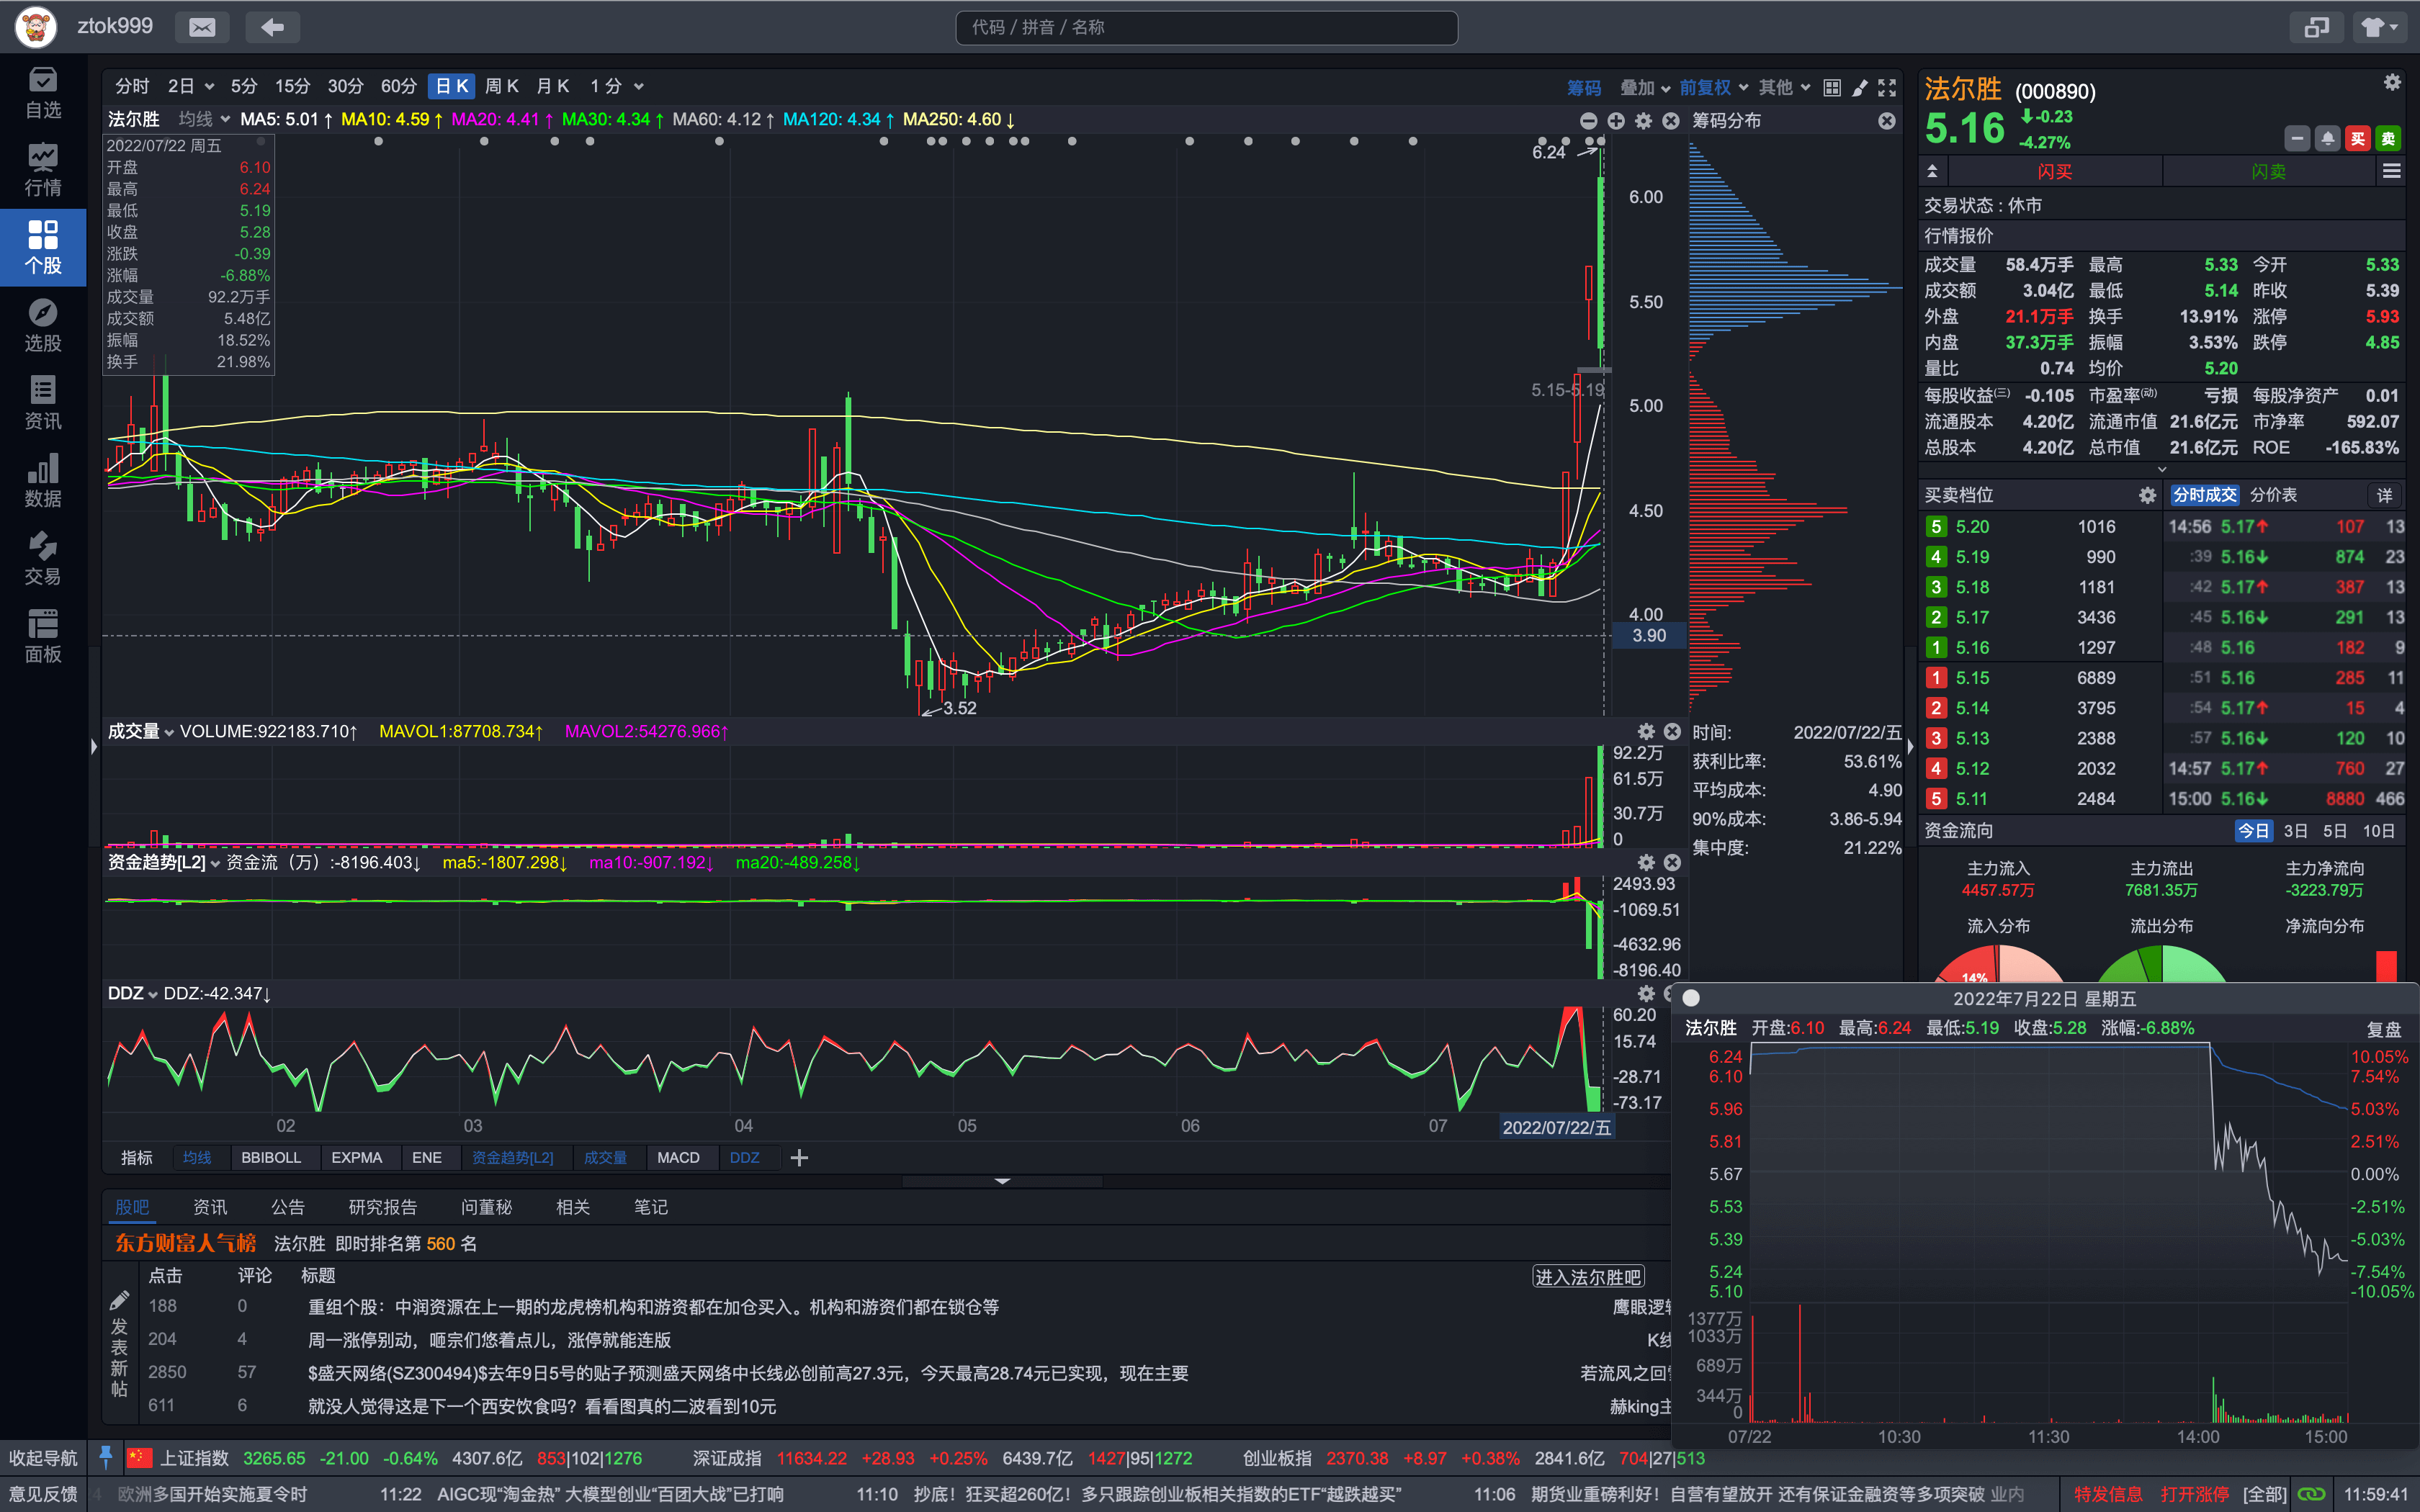 ztok999
代码 / 拼音 / 名称
自选
行情
个股
选股
资讯
数据
交易
面板
分时 2日 5分 15分 30分 60分 日K 周K 月K 1分 筹码 叠加 前复权 其他
法尔胜 均线 MA5: 5.01↑ MA10: 4.59↑ MA20: 4.41↑ MA30: 4.34↑ MA60: 4.12↑ MA120: 4.34↑ MA250: 4.60↓
筹码分布
2022/07/22 周五
开盘 6.10
最高 6.24
最低 5.19
收盘 5.28
涨跌 -0.39
涨幅 -6.88%
成交量 92.2万手
成交额 5.48亿
振幅 18.52%
换手 21.98%
6.24
5.15-5.19
3.52
6.00
5.50
5.00
4.50
4.00
3.90
成交量 VOLUME:922183.710↑ MAVOL1:87708.734↑ MAVOL2:54276.966↑
92.2万
61.5万
30.7万
0
资金趋势[L2] 资金流（万）:-8196.403↓ ma5:-1807.298↓ ma10:-907.192↓ ma20:-489.258↓
2493.93
-1069.51
-4632.96
-8196.40
DDZ DDZ:-42.347↓
60.20
15.74
-28.71
-73.17
02 03 04 05 06 07 2022/07/22/五
指标 均线 BBIBOLL EXPMA ENE 资金趋势[L2] 成交量 MACD DDZ
时间: 2022/07/22/五
获利比率: 53.61%
平均成本: 4.90
90%成本: 3.86-5.94
集中度: 21.22%
法尔胜 (000890)
5.16 -0.23
-4.27%
买 卖
闪买 闪卖
交易状态 : 休市
行情报价
成交量 58.4万手 最高 5.33 今开 5.33
成交额 3.04亿 最低 5.14 昨收 5.39
外盘 21.1万手 换手 13.91% 涨停 5.93
内盘 37.3万手 振幅 3.53% 跌停 4.85
量比 0.74 均价 5.20
每股收益(三) -0.105 市盈率(动) 亏损 每股净资产 0.01
流通股本 4.20亿 流通市值 21.6亿元 市净率 592.07
总股本 4.20亿 总市值 21.6亿元 ROE -165.83%
买卖档位 分时成交 分价表 详
5 5.20 1016
4 5.19 990
3 5.18 1181
2 5.17 3436
1 5.16 1297
1 5.15 6889
2 5.14 3795
3 5.13 2388
4 5.12 2032
5 5.11 2484
14:56 5.17↑ 107 13
:39 5.16↓ 874 23
:42 5.17↑ 387 13
:45 5.16↓ 291 13
:48 5.16 182 9
:51 5.16 285 11
:54 5.17↑ 15 4
:57 5.16↓ 120 10
14:57 5.17↑ 760 27
15:00 5.16↓ 8880 466
资金流向 今日 3日 5日 10日
主力流入 主力流出 主力净流向
4457.57万 7681.35万 -3223.79万
流入分布 流出分布 净流向分布
14%
2022年7月22日 星期五
法尔胜 开盘:6.10 最高:6.24 最低:5.19 收盘:5.28 涨幅:-6.88% 复盘
6.24 10.05%
6.10 7.54%
5.96 5.03%
5.81 2.51%
5.67 0.00%
5.53 -2.51%
5.39 -5.03%
5.24 -7.54%
5.10 -10.05%
1377万
1033万
689万
344万
0
07/22 10:30 11:30 14:00 15:00
股吧 资讯 公告 研究报告 问董秘 相关 笔记
东方财富人气榜 法尔胜 即时排名第 560 名
点击 评论 标题 进入法尔胜吧
发表新帖
188 0 重组个股：中润资源在上一期的龙虎榜机构和游资都在加仓买入。机构和游资们都在锁仓等 鹰眼逻
204 4 周一涨停别动，咂宗们悠着点儿，涨停就能连版 K线
2850 57 $盛天网络(SZ300494)$去年9日5号的贴子预测盛天网络中长线必创前高27.3元，今天最高28.74元已实现，现在主要 若流风之回
611 6 就没人觉得这是下一个西安饮食吗？看看图真的二波看到10元 赫king主
收起导航 上证指数 3265.65 -21.00 -0.64% 4307.6亿 853|102|1276 深证成指 11634.22 +28.93 +0.25% 6439.7亿 1427|95|1272 创业板指 2370.38 +8.97 +0.38% 2841.6亿 704|27|513
意见反馈 欧洲多国开始实施夏令时 11:22 AIGC现“淘金热” 大模型创业“百团大战”已打响 11:10 抄底！狂买超260亿！多只跟踪创业板相关指数的ETF“越跌越买” 11:06 期货业重磅利好！自营有望放开 还有保证金融资等多项突破 业内 特发信息 打开涨停 [全部] 11:59:41